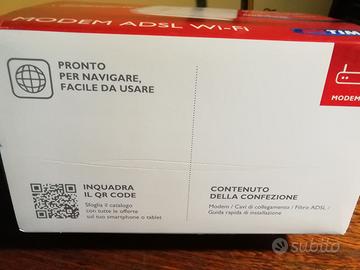 MODEM ADSL Wi-Fi
TIM
PRONTO
PER NAVIGARE,
FACILE DA USARE
MODEM
INQUADRA
IL QR CODE
Sfoglia il catalogo
con tutte le offerte
sul tuo smartphone o tablet
CONTENUTO
DELLA CONFEZIONE
Modem / Cavi di collegamento / Filtro ADSL /
Guida rapida di installazione
subito